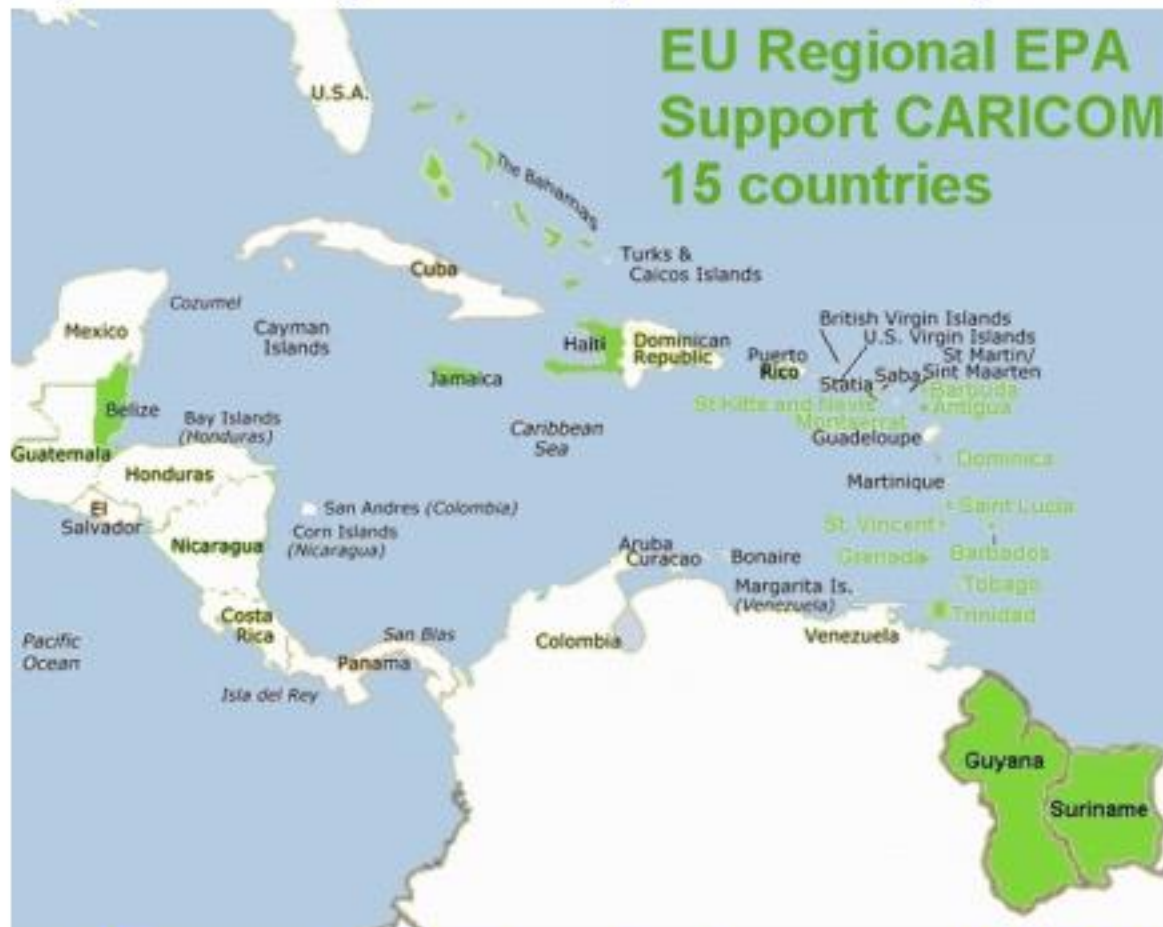 EU Regional EPA
Support CARICOM
15 countries
U.S.A.
The Bahamas
Turks &
Caicos Islands
Cuba
Cozumel
Mexico
Cayman
Islands
Haiti
Dominican
Republic
Jamaica
Puerto
Rico
British Virgin Islands
U.S. Virgin Islands
St Martin/
Sint Maarten
Statia
Saba
Barbuda
St Kitts and Nevis
Antigua
Montserrat
Guadeloupe
Belize
Bay Islands
(Honduras)
Caribbean
Sea
Guatemala
Honduras
Dominica
Martinique
El
Salvador
San Andres (Colombia)
Saint Lucia
Nicaragua
Corn Islands
(Nicaragua)
St. Vincent
Aruba
Curacao
Bonaire
Grenada
Barbados
Margarita Is.
(Venezuela)
Tobago
Trinidad
Costa
Rica
San Blas
Colombia
Venezuela
Pacific
Ocean
Panama
Isla del Rey
Guyana
Suriname